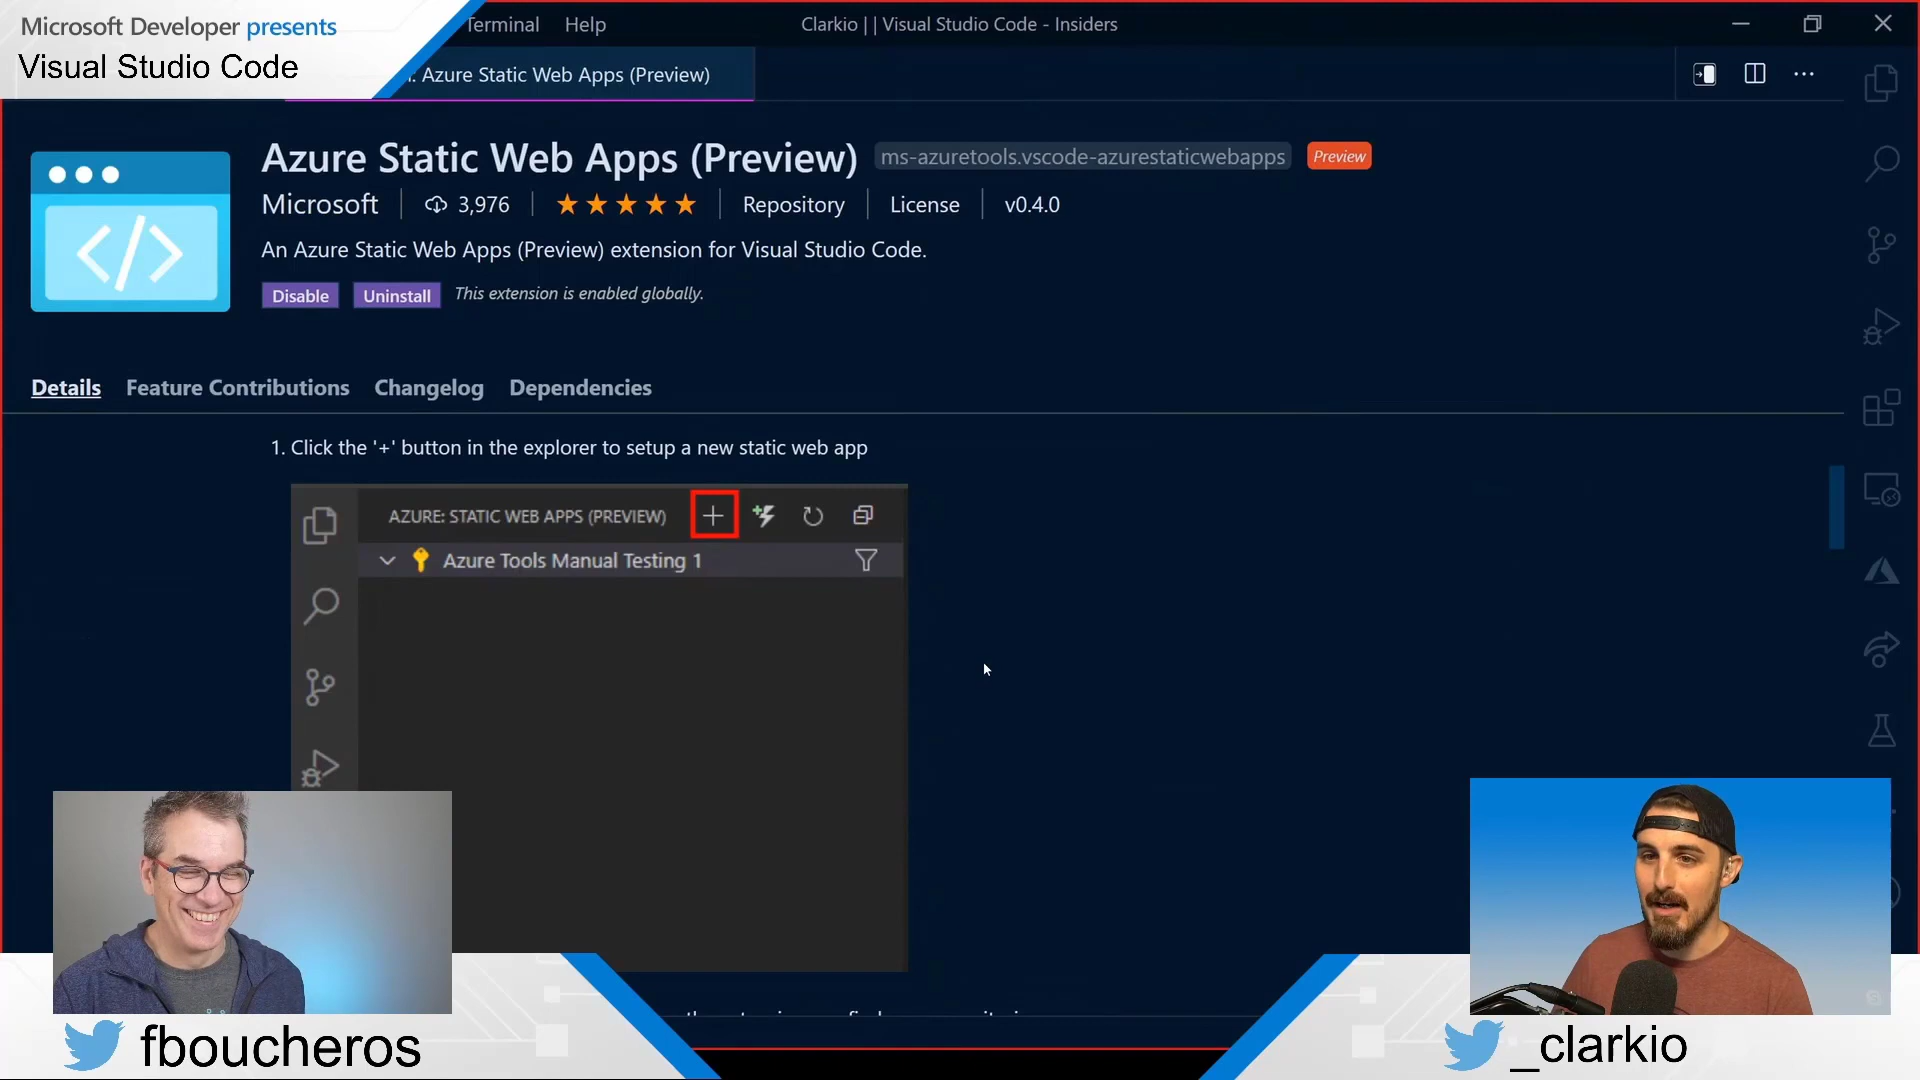 Microsoft Developer presents
Visual Studio Code
Terminal Help
Clarkio | | Visual Studio Code - Insiders
Azure Static Web Apps (Preview)
Azure Static Web Apps (Preview) ms-azuretools.vscode-azurestaticwebapps Preview
Microsoft 3,976 Repository License v0.4.0
An Azure Static Web Apps (Preview) extension for Visual Studio Code.
Disable Uninstall This extension is enabled globally.
Details Feature Contributions Changelog Dependencies
1. Click the '+' button in the explorer to setup a new static web app
AZURE: STATIC WEB APPS (PREVIEW)
Azure Tools Manual Testing 1
fboucheros
_clarkio